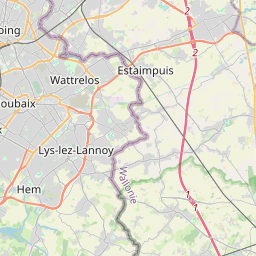 oing
Estaimpuis
2
Wattrelos
2
oubaix
Lys-lez-Lannoy
Wallonie
Hem
1
1